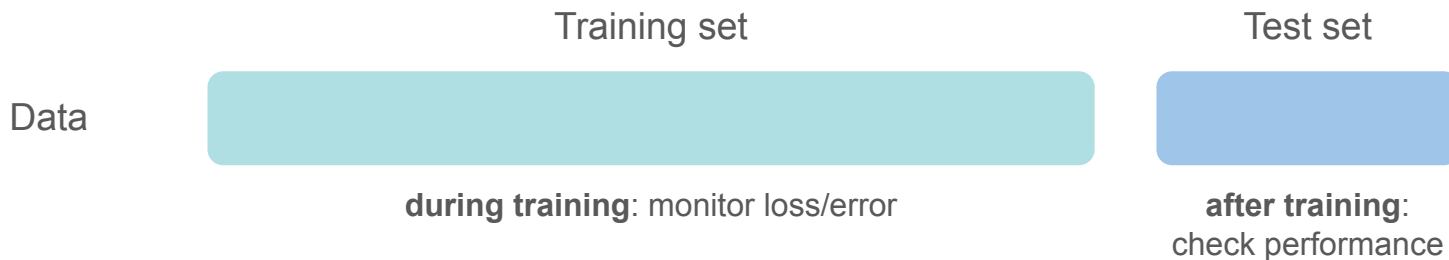 Training set
Test set
Data
during training: monitor loss/error
after training:
check performance